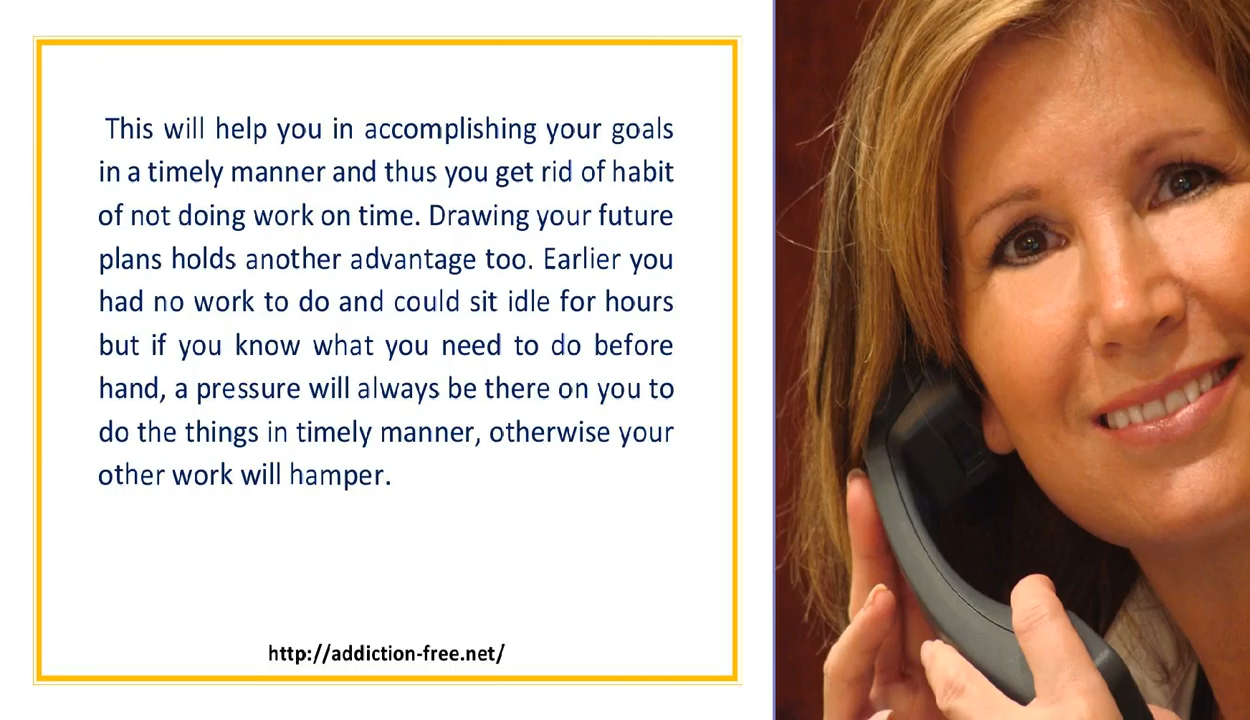 This will help you in accomplishing your goals
in a timely manner and thus you get rid of habit
of not doing work on time. Drawing your future
plans holds another advantage too. Earlier you
had no work to do and could sit idle for hours
but if you know what you need to do before
hand, a pressure will always be there on you to
do the things in timely manner, otherwise your
other work will hamper.
http://addiction-free.net/